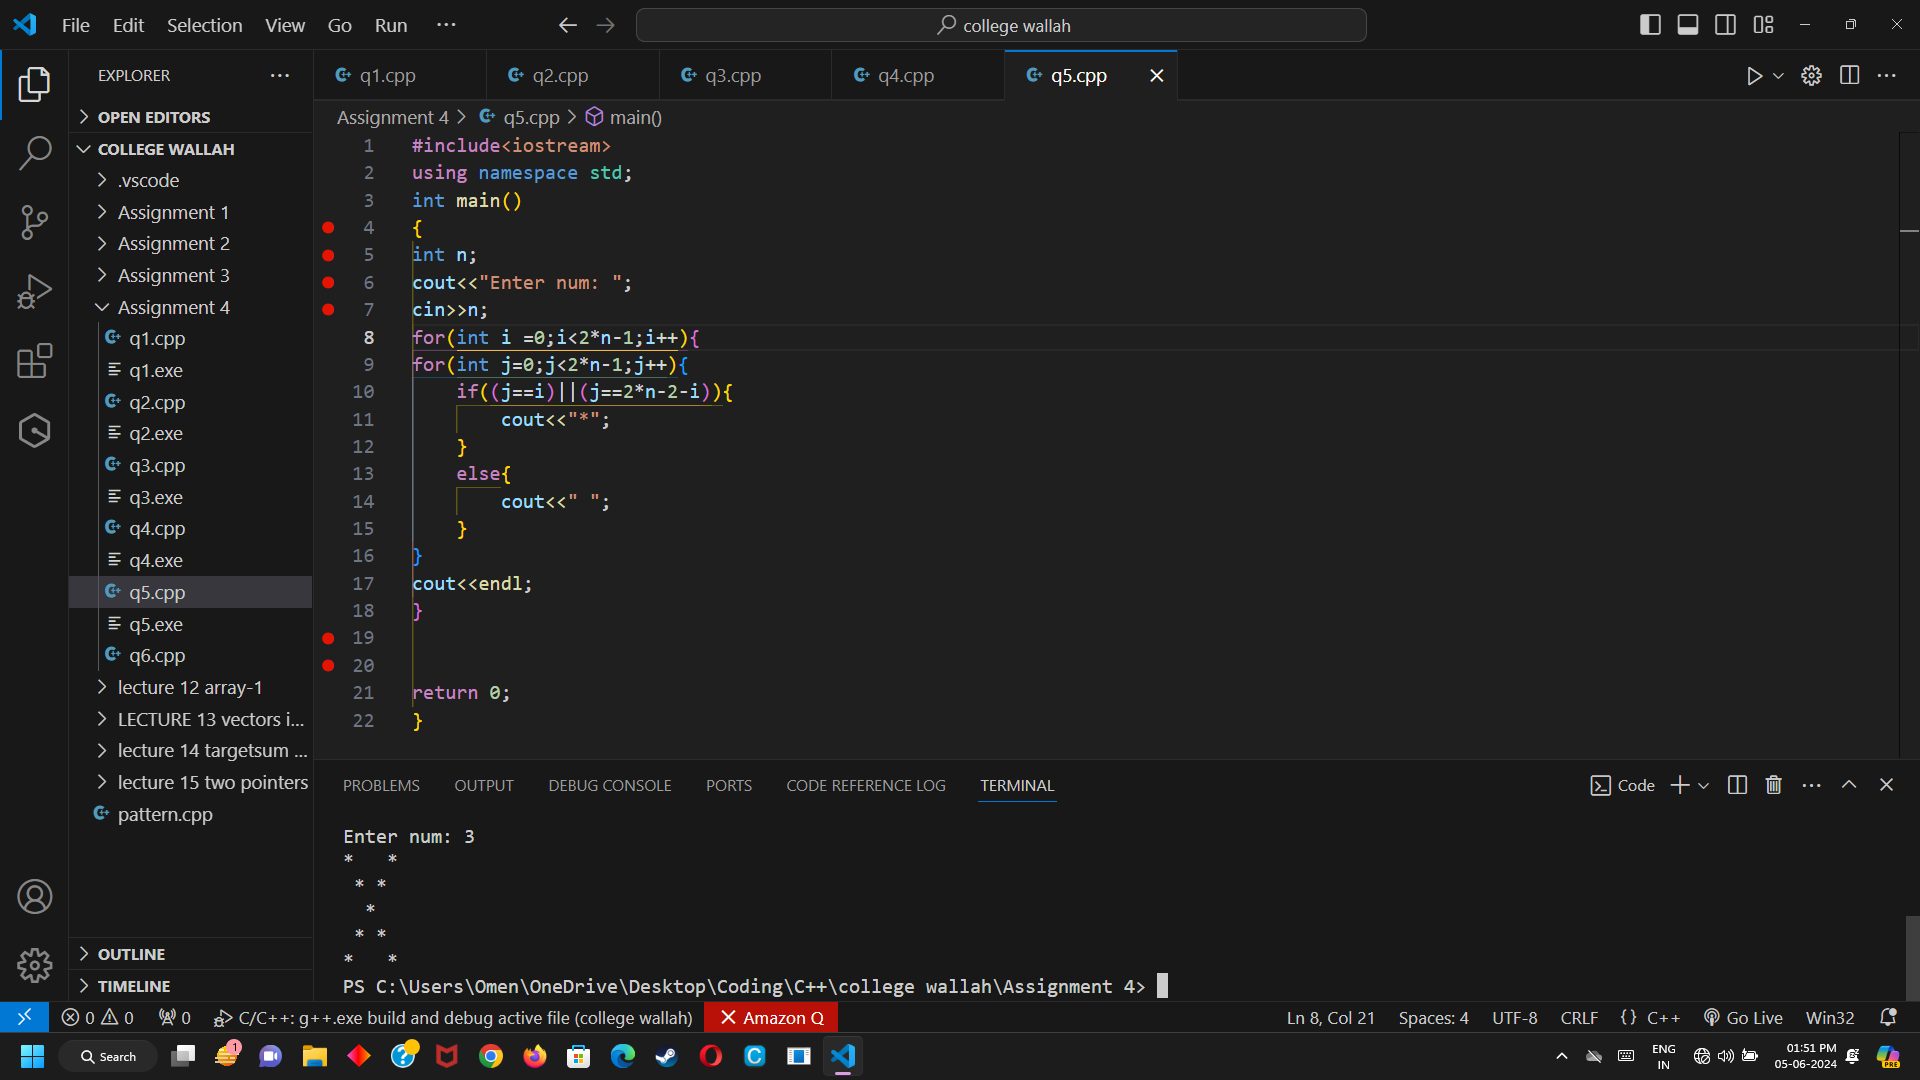 File Edit Selection View Go Run ···
college wallah
EXPLORER
OPEN EDITORS
COLLEGE WALLAH
.vscode
Assignment 1
Assignment 2
Assignment 3
Assignment 4
q1.cpp
q1.exe
q2.cpp
q2.exe
q3.cpp
q3.exe
q4.cpp
q4.exe
q5.cpp
q5.exe
q6.cpp
lecture 12 array-1
LECTURE 13 vectors i...
lecture 14 targetsum ...
lecture 15 two pointers
pattern.cpp
OUTLINE
TIMELINE
q1.cpp q2.cpp q3.cpp q4.cpp q5.cpp
Assignment 4 > q5.cpp > main()
1 #include<iostream>
2 using namespace std;
3 int main()
4 {
5 int n;
6 cout<<"Enter num: ";
7 cin>>n;
8 for(int i =0;i<2*n-1;i++){
9 for(int j=0;j<2*n-1;j++){
10     if((j==i)||(j==2*n-2-i)){
11         cout<<"*";
12     }
13     else{
14         cout<<" ";
15     }
16 }
17 cout<<endl;
18 }
19
20
21 return 0;
22 }
PROBLEMS OUTPUT DEBUG CONSOLE PORTS CODE REFERENCE LOG TERMINAL
Code
Enter num: 3
*   *
 * *
  *
 * *
*   *
PS C:\Users\Omen\OneDrive\Desktop\Coding\C++\college wallah\Assignment 4>
0 0 0 C/C++: g++.exe build and debug active file (college wallah) Amazon Q
Ln 8, Col 21 Spaces: 4 UTF-8 CRLF {} C++ Go Live Win32
Search
1
ENG
IN
01:51 PM
05-06-2024
PRE